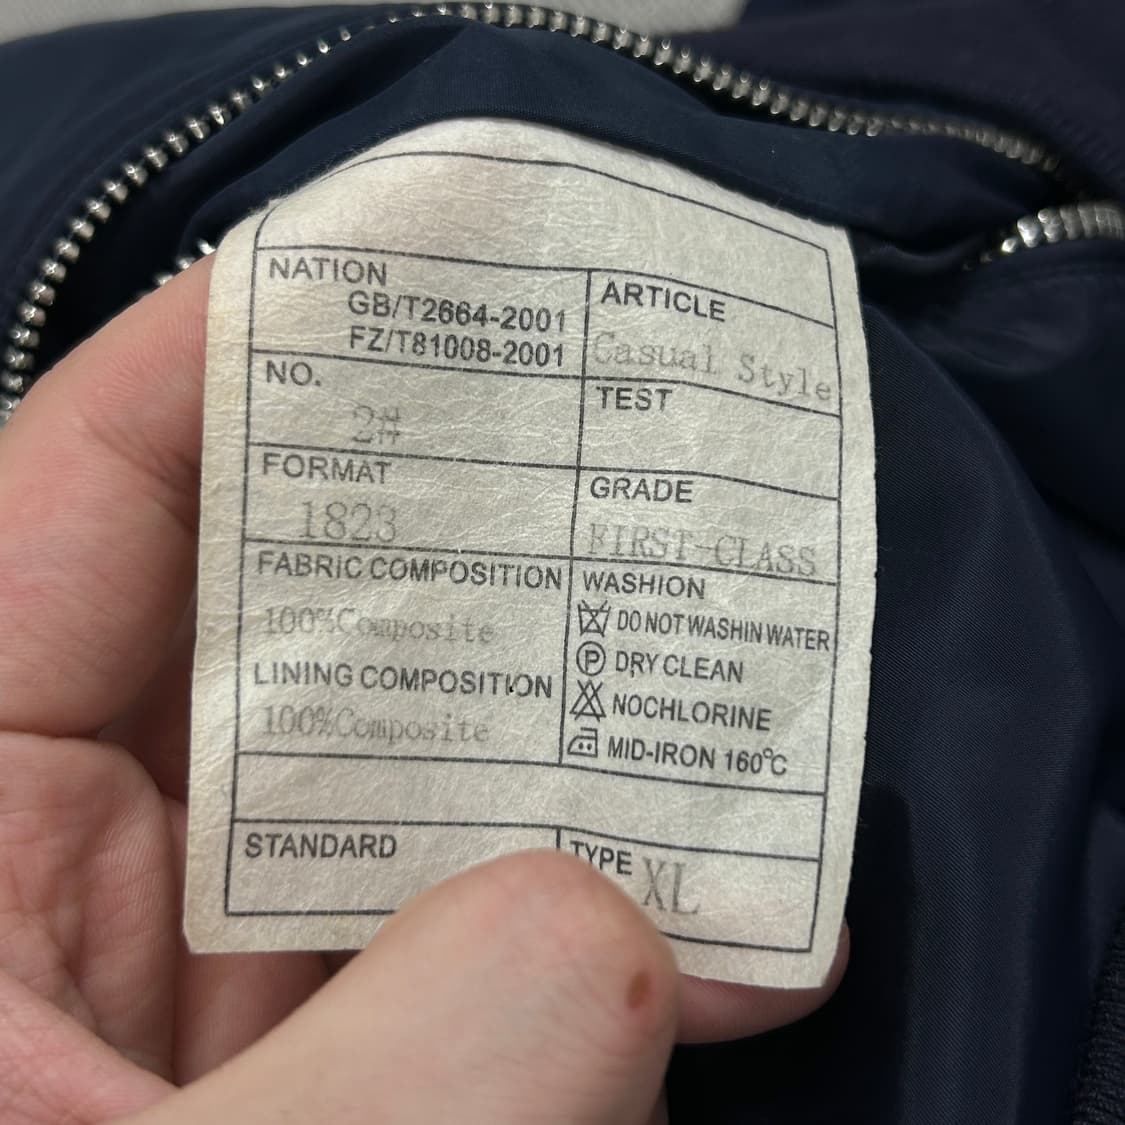 NATION
GB/T2664-2001
FZ/T81008-2001
ARTICLE
Casual Style
NO.
2#
TEST
FORMAT
1823
GRADE
FIRST-CLASS
FABRIC COMPOSITION
100%Composite
LINING COMPOSITION
100%Composite
WASHION
DO NOT WASHIN WATER
P DRY CLEAN
NOCHLORINE
MID-IRON 160℃
STANDARD
TYPE XL